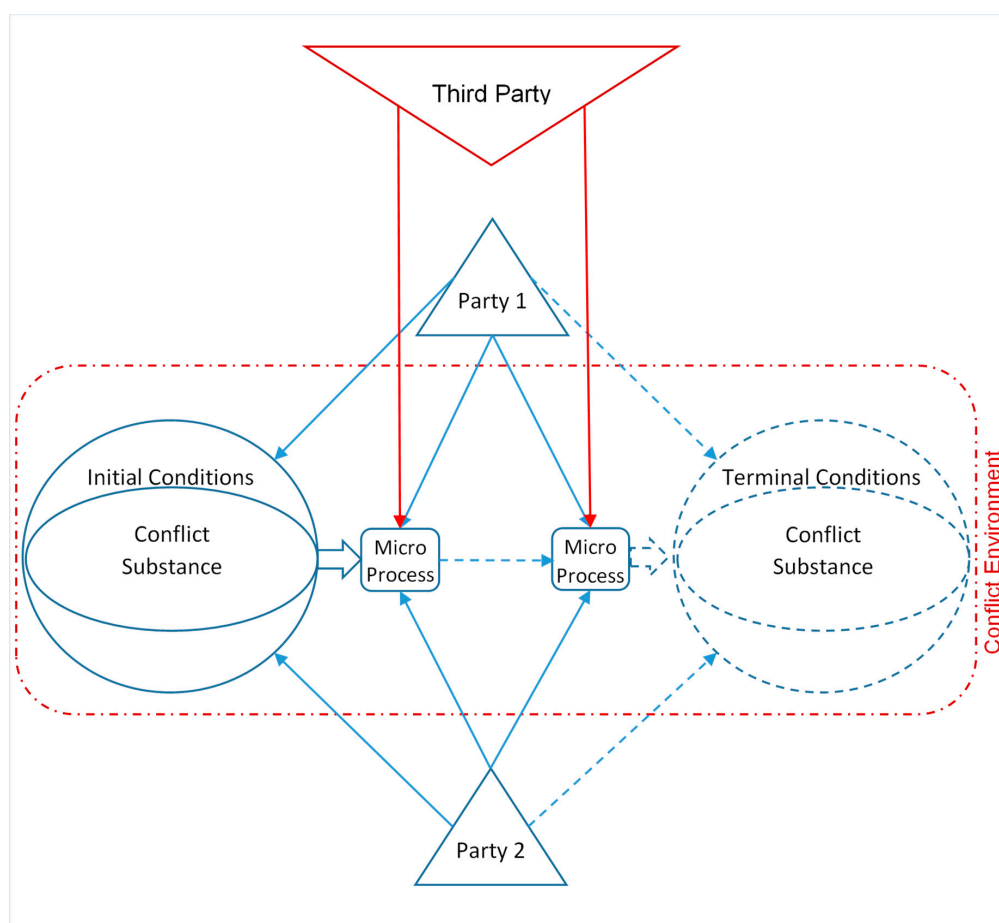 Third Party
Party 1
Initial Conditions
Conflict
Substance
Micro
Process
Micro
Process
Terminal Conditions
Conflict
Substance
Conflict Environment
Party 2